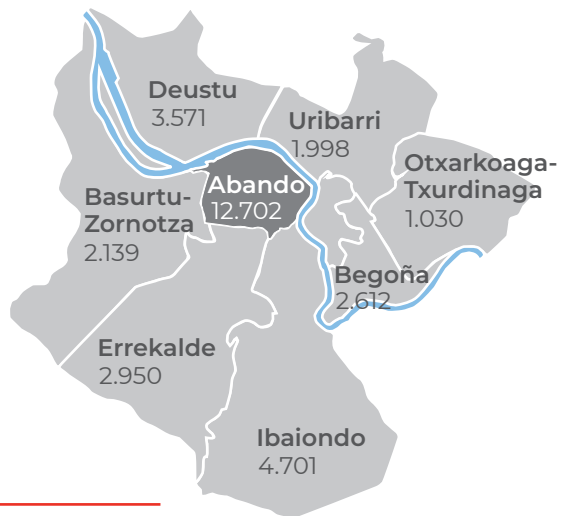 Deustu
3.571
Uribarri
1.998
Otxarkoaga-
Txurdinaga
1.030
Abando
12.702
Basurtu-
Zornotza
2.139
Begoña
2.612
Errekalde
2.950
Ibaiondo
4.701